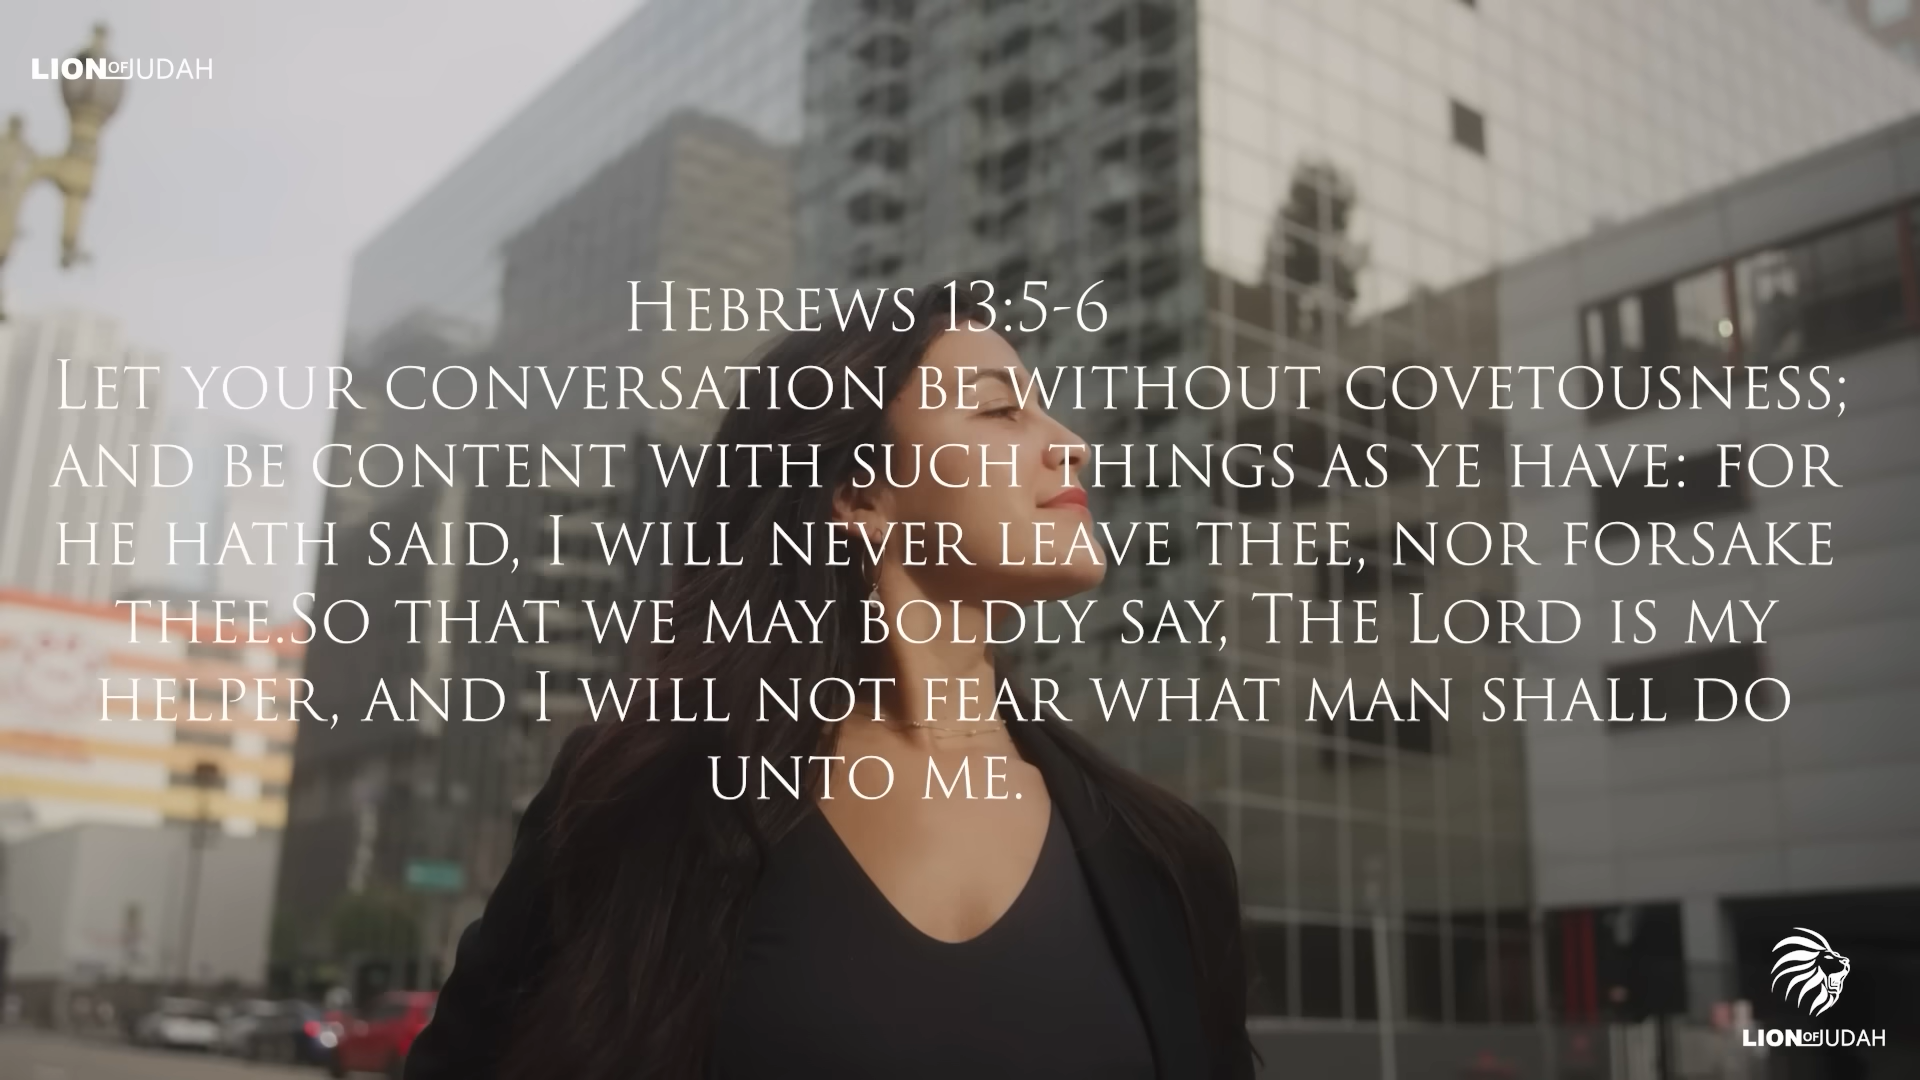 LION OF JUDAH
Hebrews 13:5-6
Let your conversation be without covetousness;
and be content with such things as ye have: for
he hath said, I will never leave thee, nor forsake
thee.So that we may boldly say, The Lord is my
helper, and I will not fear what man shall do
unto me.
LION OF JUDAH